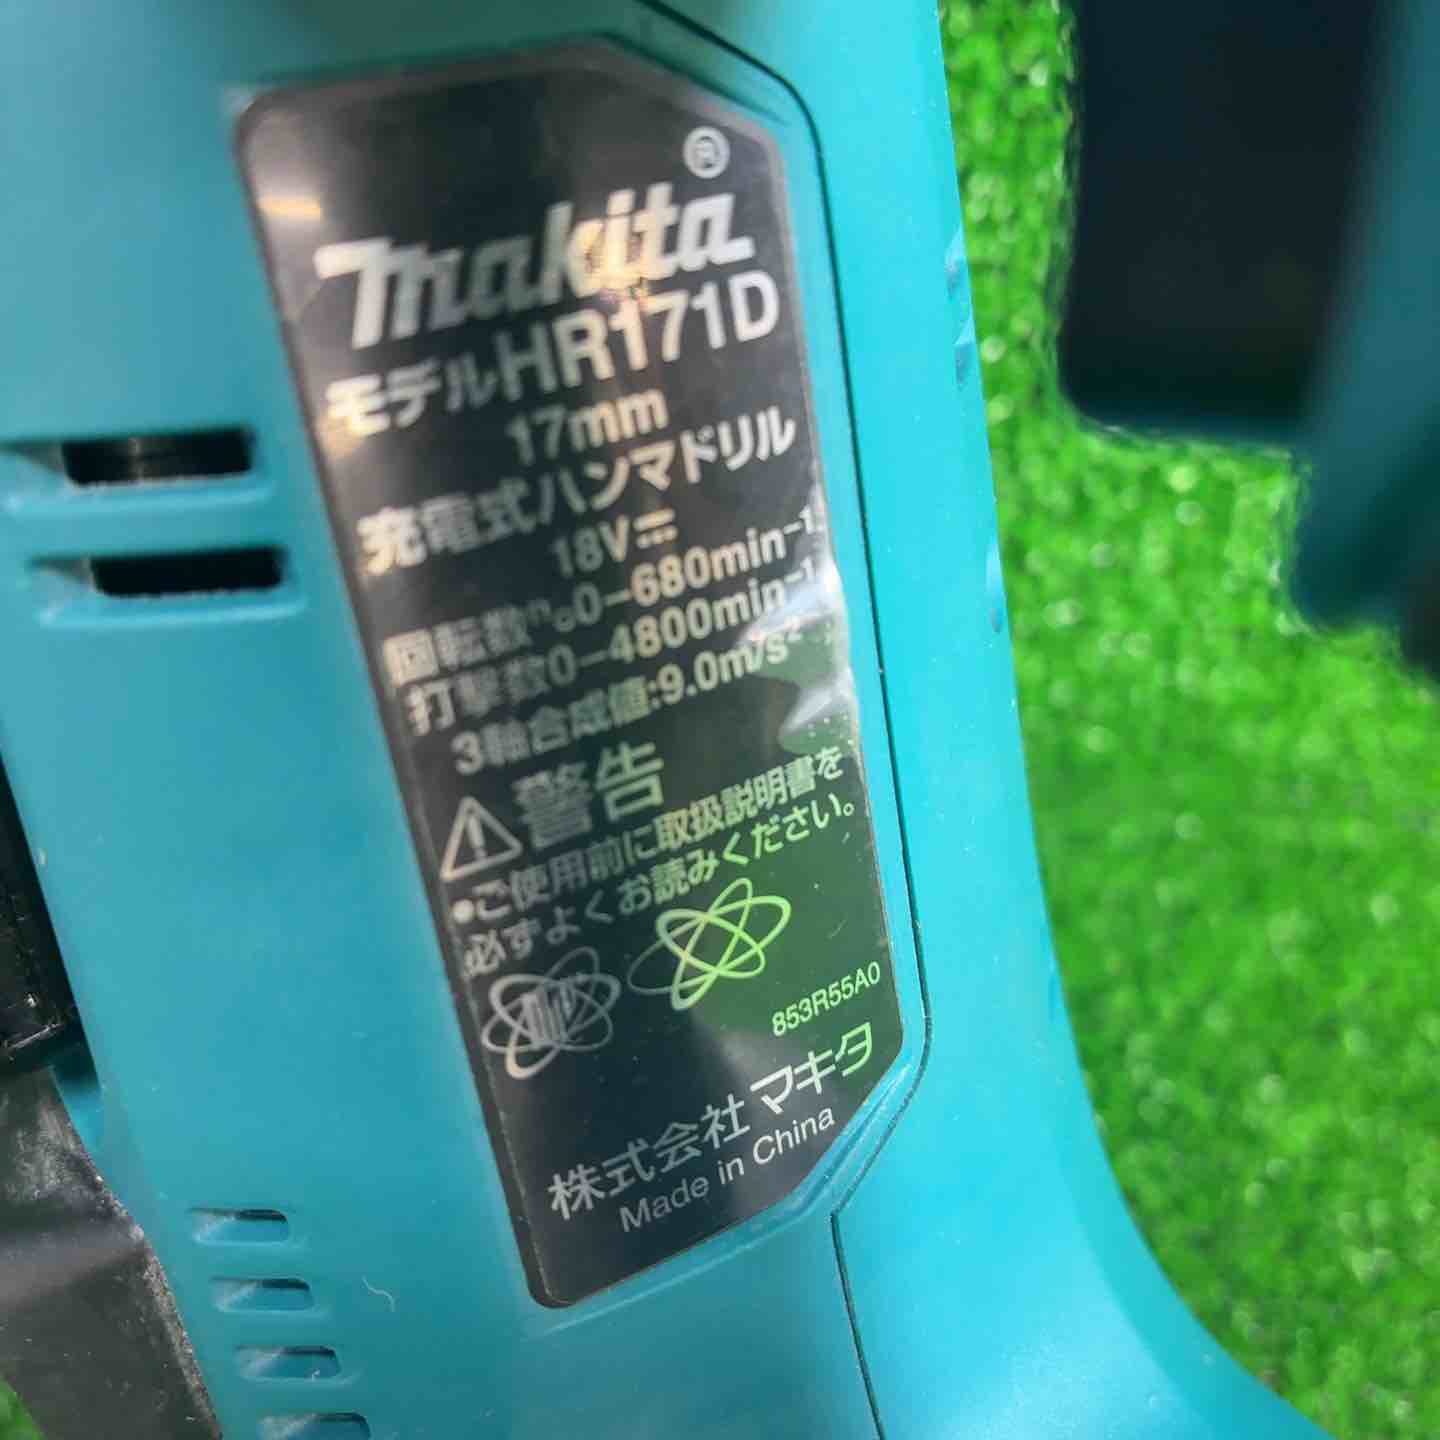 makita®
モデルHR171D
17mm
充電式ハンマドリル
18V⎓
回転数n₀0-680min⁻¹
打撃数0-4800min⁻¹
3軸合成値:9.0m/s²
⚠警告
•ご使用前に取扱説明書を
必ずよくお読みください。
853R55A0
株式会社マキタ
Made in China